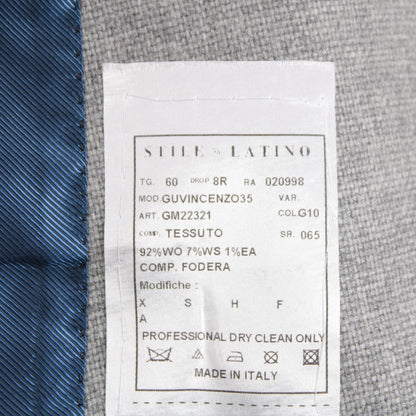 STILE LATINO
TG. 60 DROP 8R RA 020998
MOD. GUVINCENZO35 VAR.
ART. GM22321 COL. G10
COMP. TESSUTO SR. 065
92%WO 7%WS 1%EA
COMP. FODERA
Modifiche :
X S H F
A
PROFESSIONAL DRY CLEAN ONLY
MADE IN ITALY